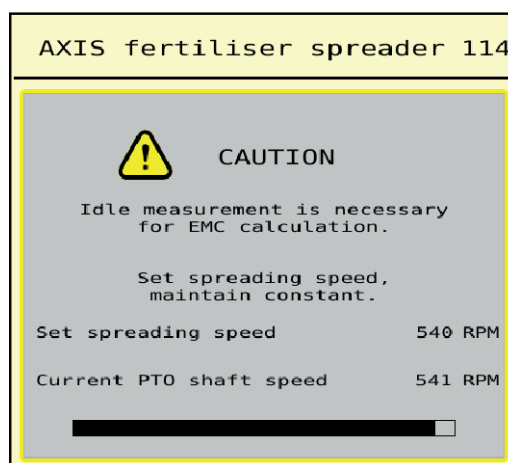 AXIS fertiliser spreader 114
CAUTION
Idle measurement is necessary
for EMC calculation.
Set spreading speed,
maintain constant.
Set spreading speed 540 RPM
Current PTO shaft speed 541 RPM